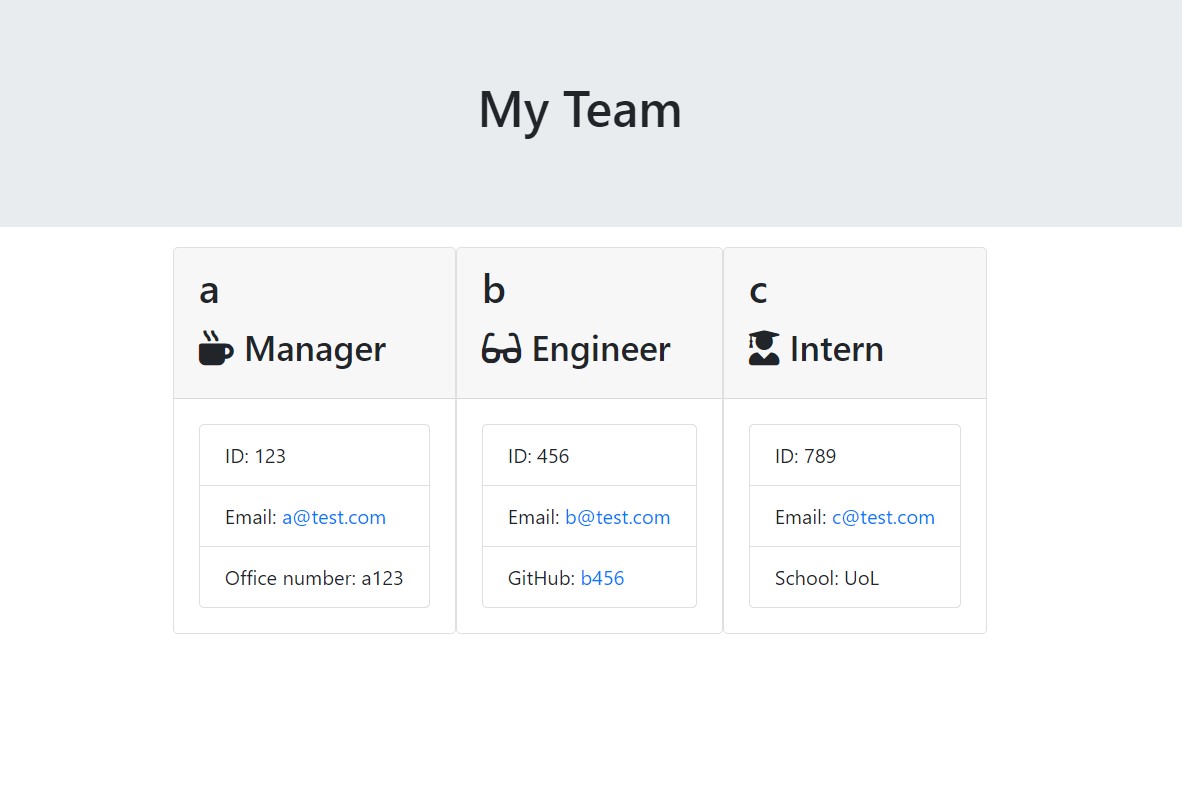 My Team
a
Manager
ID: 123
Email: a@test.com
Office number: a123
b
Engineer
ID: 456
Email: b@test.com
GitHub: b456
c
Intern
ID: 789
Email: c@test.com
School: UoL